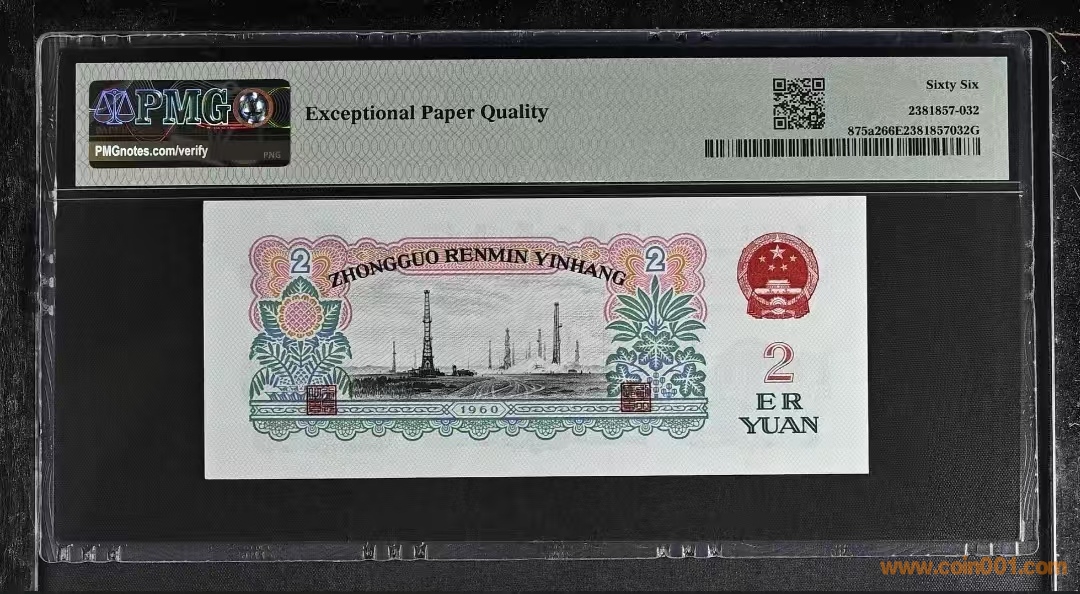 PMG
PMGnotes.com/verify
PNG
Exceptional Paper Quality
Sixty Six
2381857-032
875a266E2381857032G
2
ZHONGGUO RENMIN YINHANG
2
1960
2
ER
YUAN
www.coin001.com